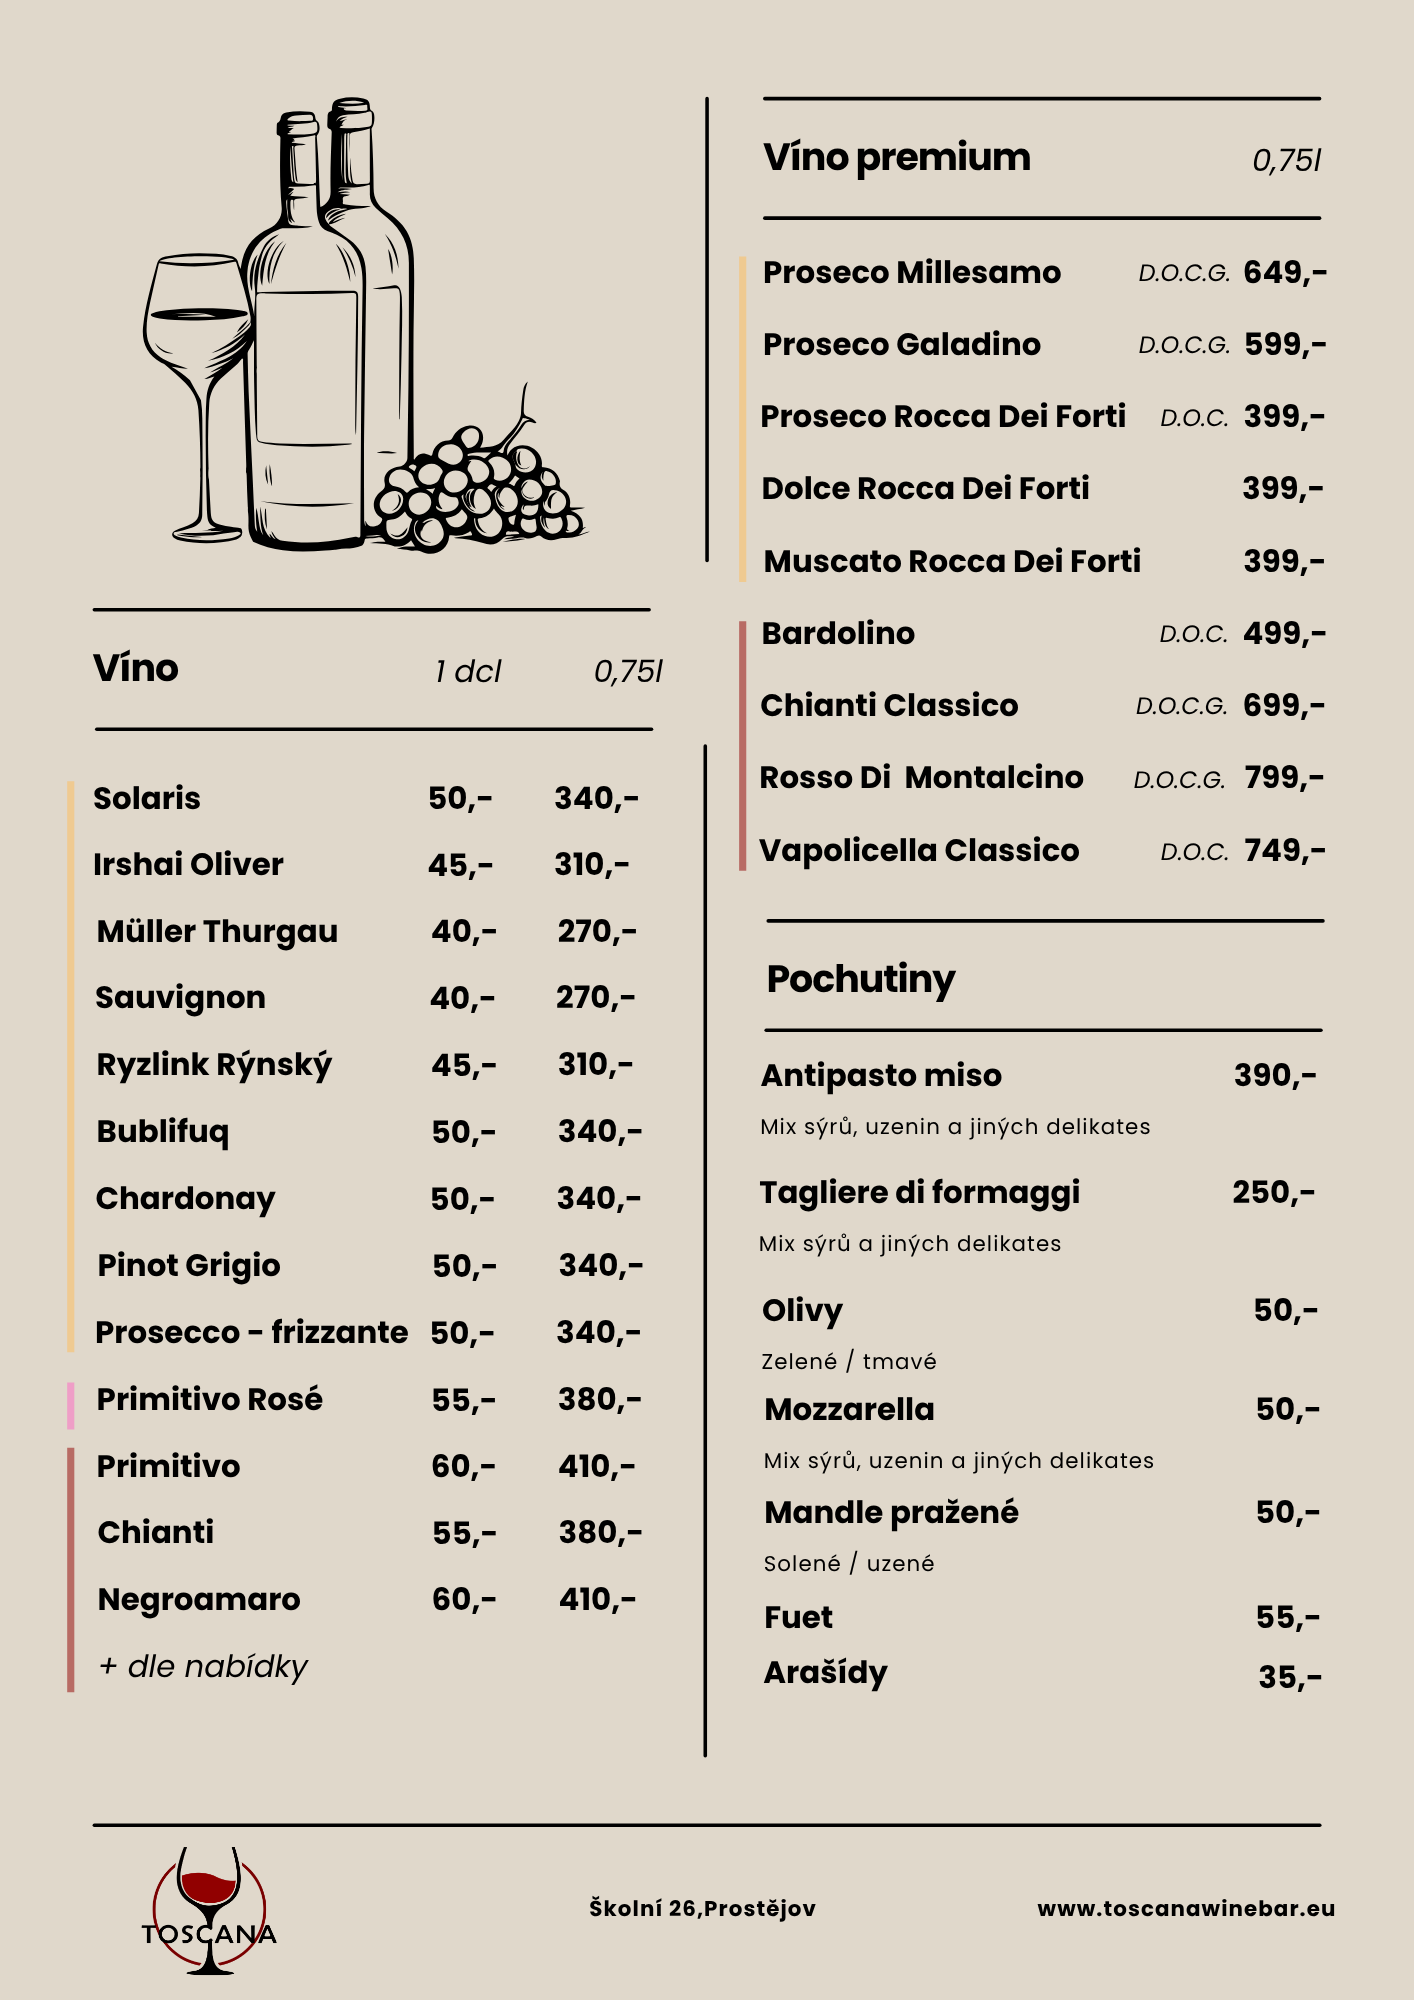 Víno 1 dcl 0,75l
Solaris 50,- 340,-
Irshai Oliver 45,- 310,-
Müller Thurgau 40,- 270,-
Sauvignon 40,- 270,-
Ryzlink Rýnský 45,- 310,-
Bublifuq 50,- 340,-
Chardonay 50,- 340,-
Pinot Grigio 50,- 340,-
Prosecco - frizzante 50,- 340,-
Primitivo Rosé 55,- 380,-
Primitivo 60,- 410,-
Chianti 55,- 380,-
Negroamaro 60,- 410,-
+ dle nabídky
Víno premium 0,75l
Proseco Millesamo D.O.C.G. 649,-
Proseco Galadino D.O.C.G. 599,-
Proseco Rocca Dei Forti D.O.C. 399,-
Dolce Rocca Dei Forti 399,-
Muscato Rocca Dei Forti 399,-
Bardolino D.O.C. 499,-
Chianti Classico D.O.C.G. 699,-
Rosso Di Montalcino D.O.C.G. 799,-
Vapolicella Classico D.O.C. 749,-
Pochutiny
Antipasto miso 390,-
Mix sýrů, uzenin a jiných delikates
Tagliere di formaggi 250,-
Mix sýrů a jiných delikates
Olivy 50,-
Zelené / tmavé
Mozzarella 50,-
Mix sýrů, uzenin a jiných delikates
Mandle pražené 50,-
Solené / uzené
Fuet 55,-
Arašídy 35,-
TOSCANA
Školní 26,Prostějov
www.toscanawinebar.eu